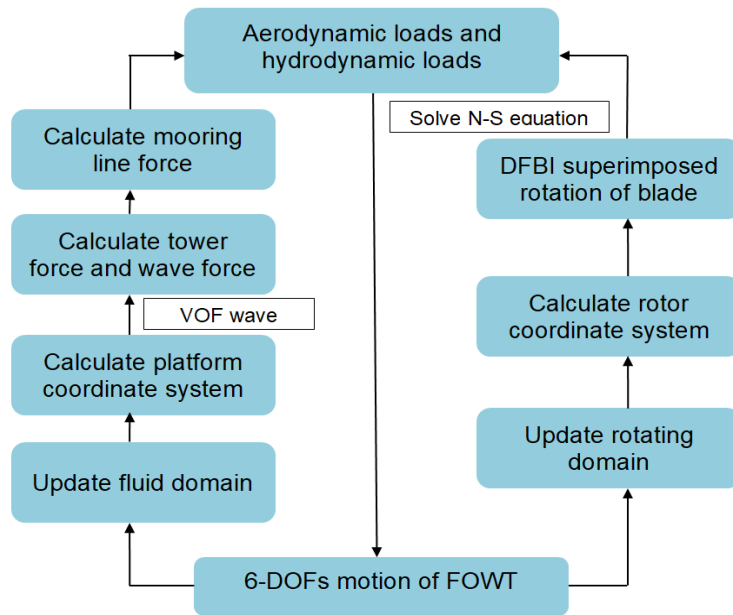 Aerodynamic loads and
hydrodynamic loads
Solve N-S equation
Calculate mooring
line force
DFBI superimposed
rotation of blade
Calculate tower
force and wave force
VOF wave
Calculate rotor
coordinate system
Calculate platform
coordinate system
Update rotating
domain
Update fluid domain
6-DOFs motion of FOWT